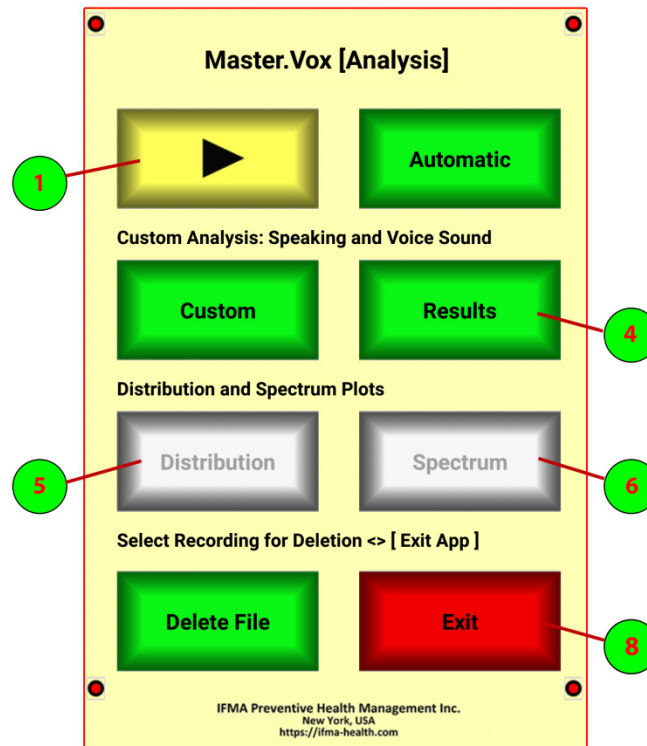 Master.Vox [Analysis]
1
Automatic
Custom Analysis: Speaking and Voice Sound
Custom
Results
4
Distribution and Spectrum Plots
5
Distribution
Spectrum
6
Select Recording for Deletion <> [ Exit App ]
Delete File
Exit
8
IFMA Preventive Health Management Inc.
New York, USA
https://ifma-health.com